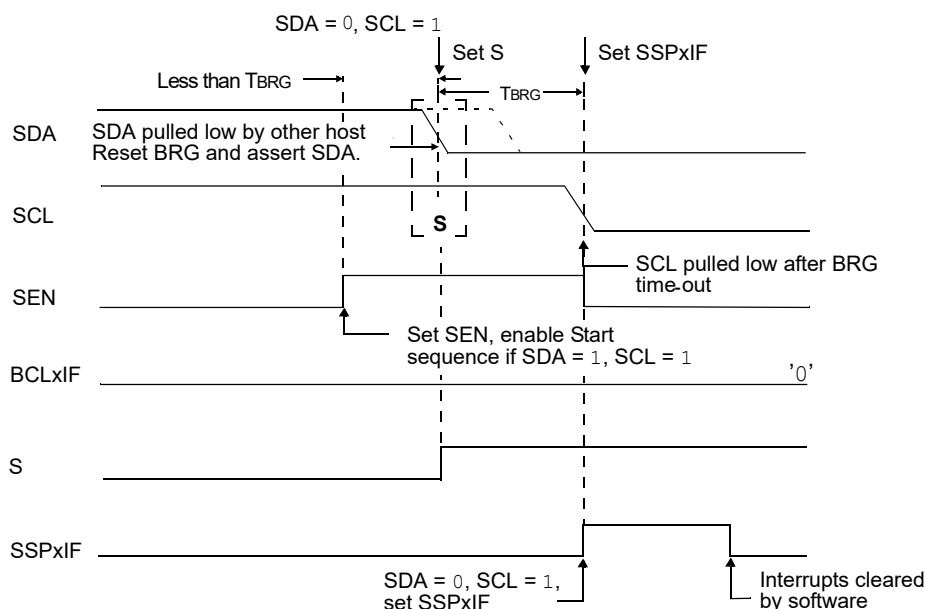 SDA = 0, SCL = 1
Set S
Set SSPxIF
Less than TBRG
TBRG
SDA
SDA pulled low by other host
Reset BRG and assert SDA.
SCL
S
SCL pulled low after BRG
time-out
SEN
Set SEN, enable Start
sequence if SDA = 1, SCL = 1
BCLxIF
'0'
S
SSPxIF
SDA = 0, SCL = 1,
set SSPxIF
Interrupts cleared
by software